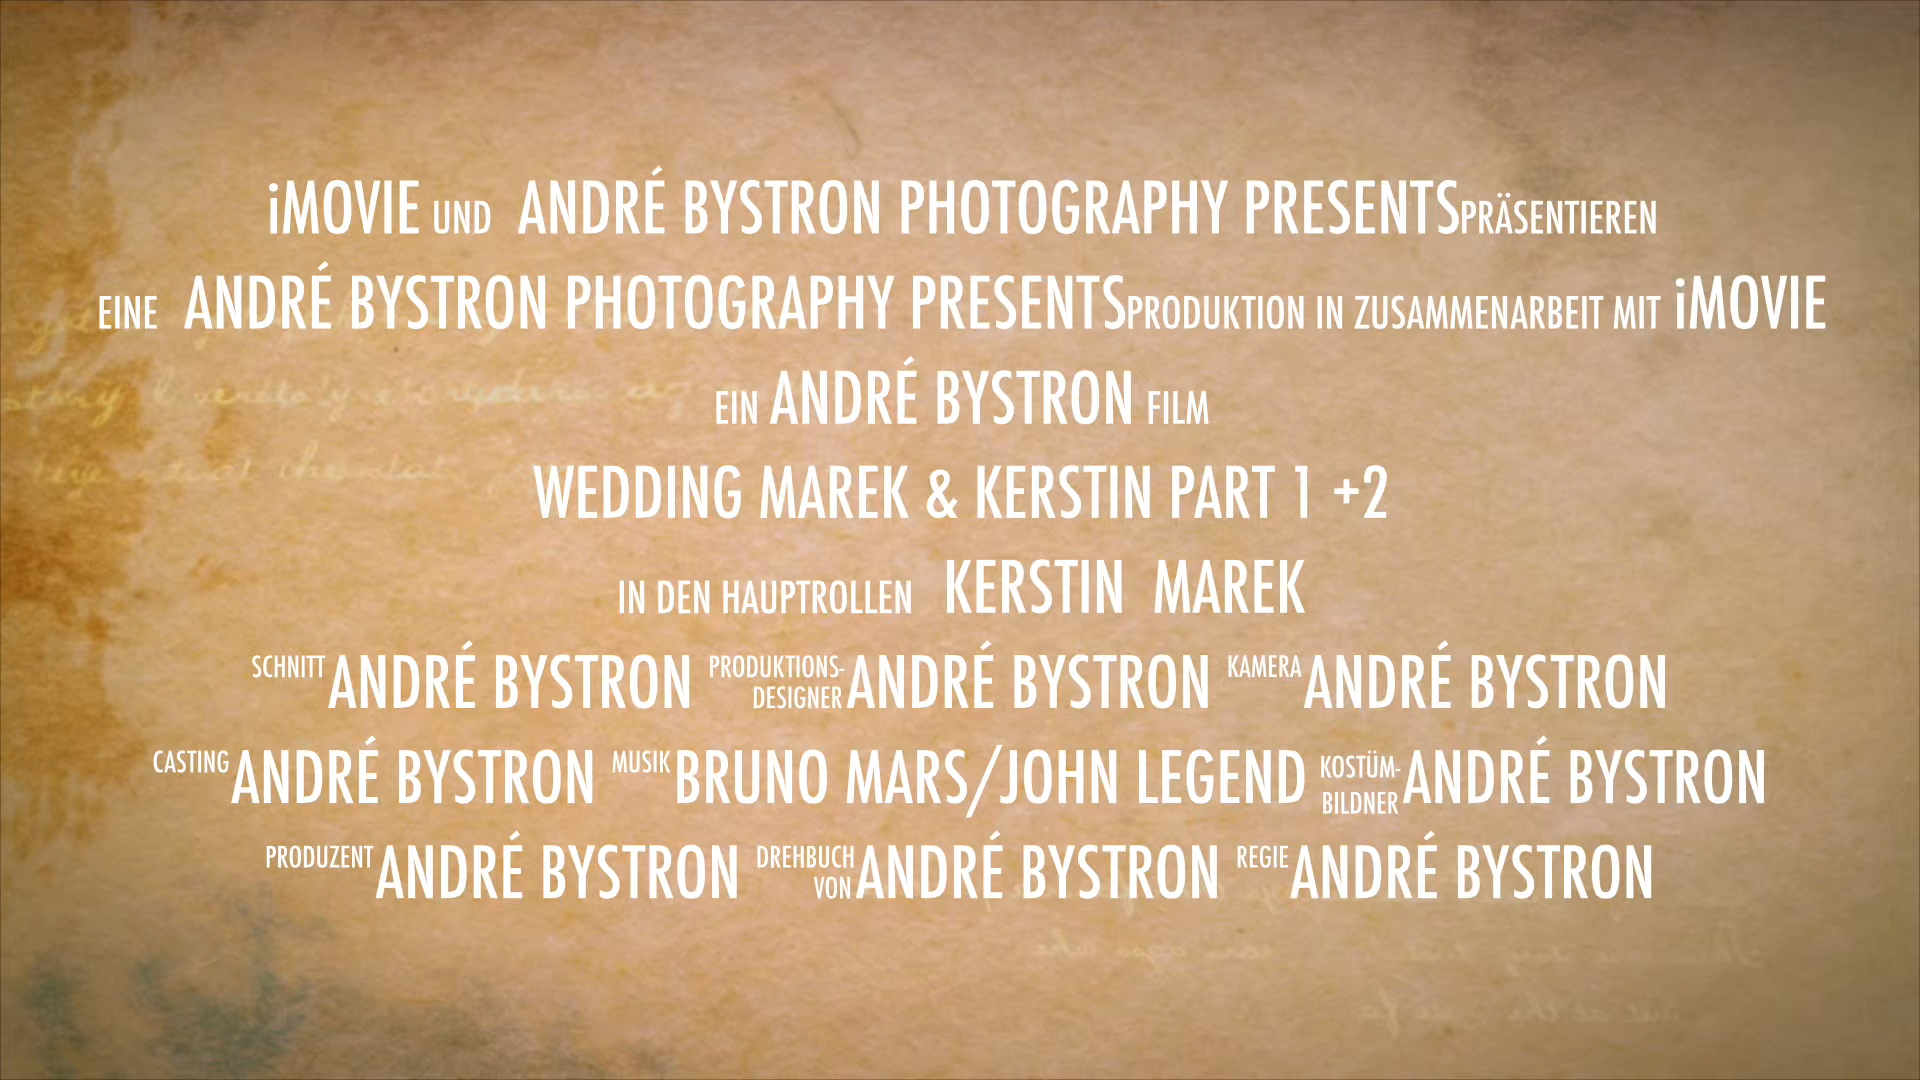 iMOVIE UND ANDRÉ BYSTRON PHOTOGRAPHY PRESENTSPRÄSENTIEREN
EINE ANDRÉ BYSTRON PHOTOGRAPHY PRESENTSPRODUKTION IN ZUSAMMENARBEIT MIT iMOVIE
EIN ANDRÉ BYSTRON FILM
WEDDING MAREK & KERSTIN PART 1 +2
IN DEN HAUPTROLLEN KERSTIN MAREK
SCHNITT ANDRÉ BYSTRON PRODUKTIONS-DESIGNER ANDRÉ BYSTRON KAMERA ANDRÉ BYSTRON
CASTING ANDRÉ BYSTRON MUSIK BRUNO MARS/JOHN LEGEND KOSTÜM-BILDNER ANDRÉ BYSTRON
PRODUZENT ANDRÉ BYSTRON DREHBUCH VON ANDRÉ BYSTRON REGIE ANDRÉ BYSTRON